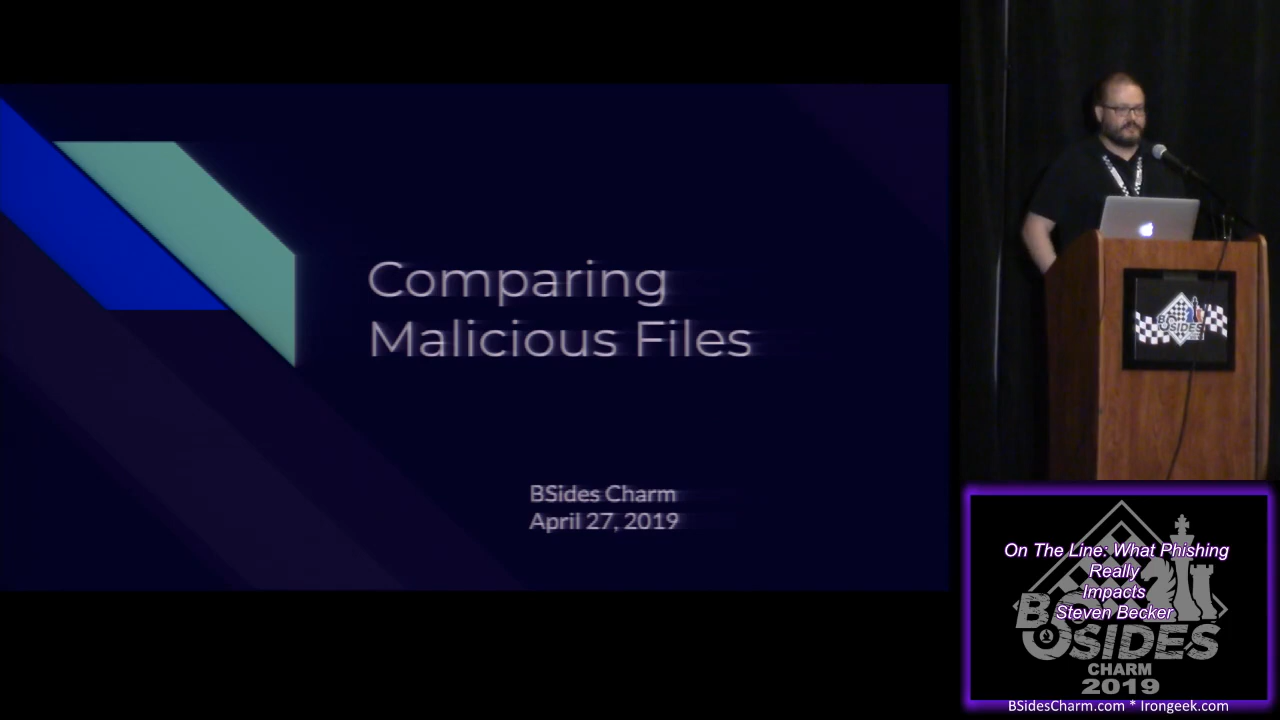 Comparing
Malicious Files
BSides Charm
April 27, 2019
BSIDES
On The Line: What Phishing
Really
Impacts
Steven Becker
BSIDES
CHARM
2019
BSidesCharm.com * Irongeek.com